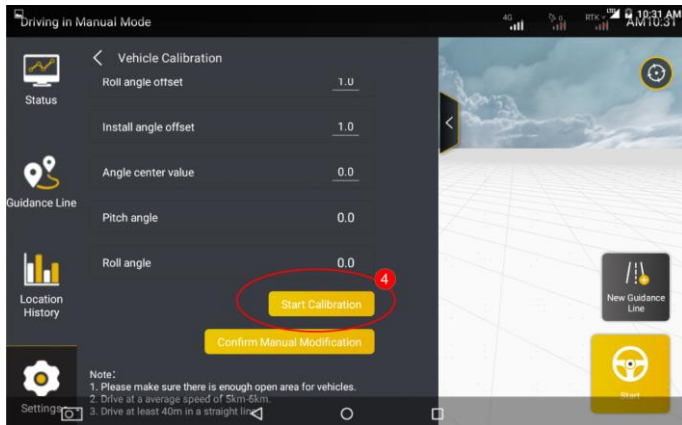 Driving in Manual Mode
4G
RTK
10:31 AM
AM10:31
Vehicle Calibration
Status
Roll angle offset 1.0
Install angle offset 1.0
Angle center value 0.0
Guidance Line
Pitch angle 0.0
Roll angle 0.0
4
Location
History
Start Calibration
New Guidance
Line
Confirm Manual Modification
Note:
1. Please make sure there is enough open area for vehicles.
2. Drive at a average speed of 5km-6km.
3. Drive at least 40m in a straight line
Settings
Start